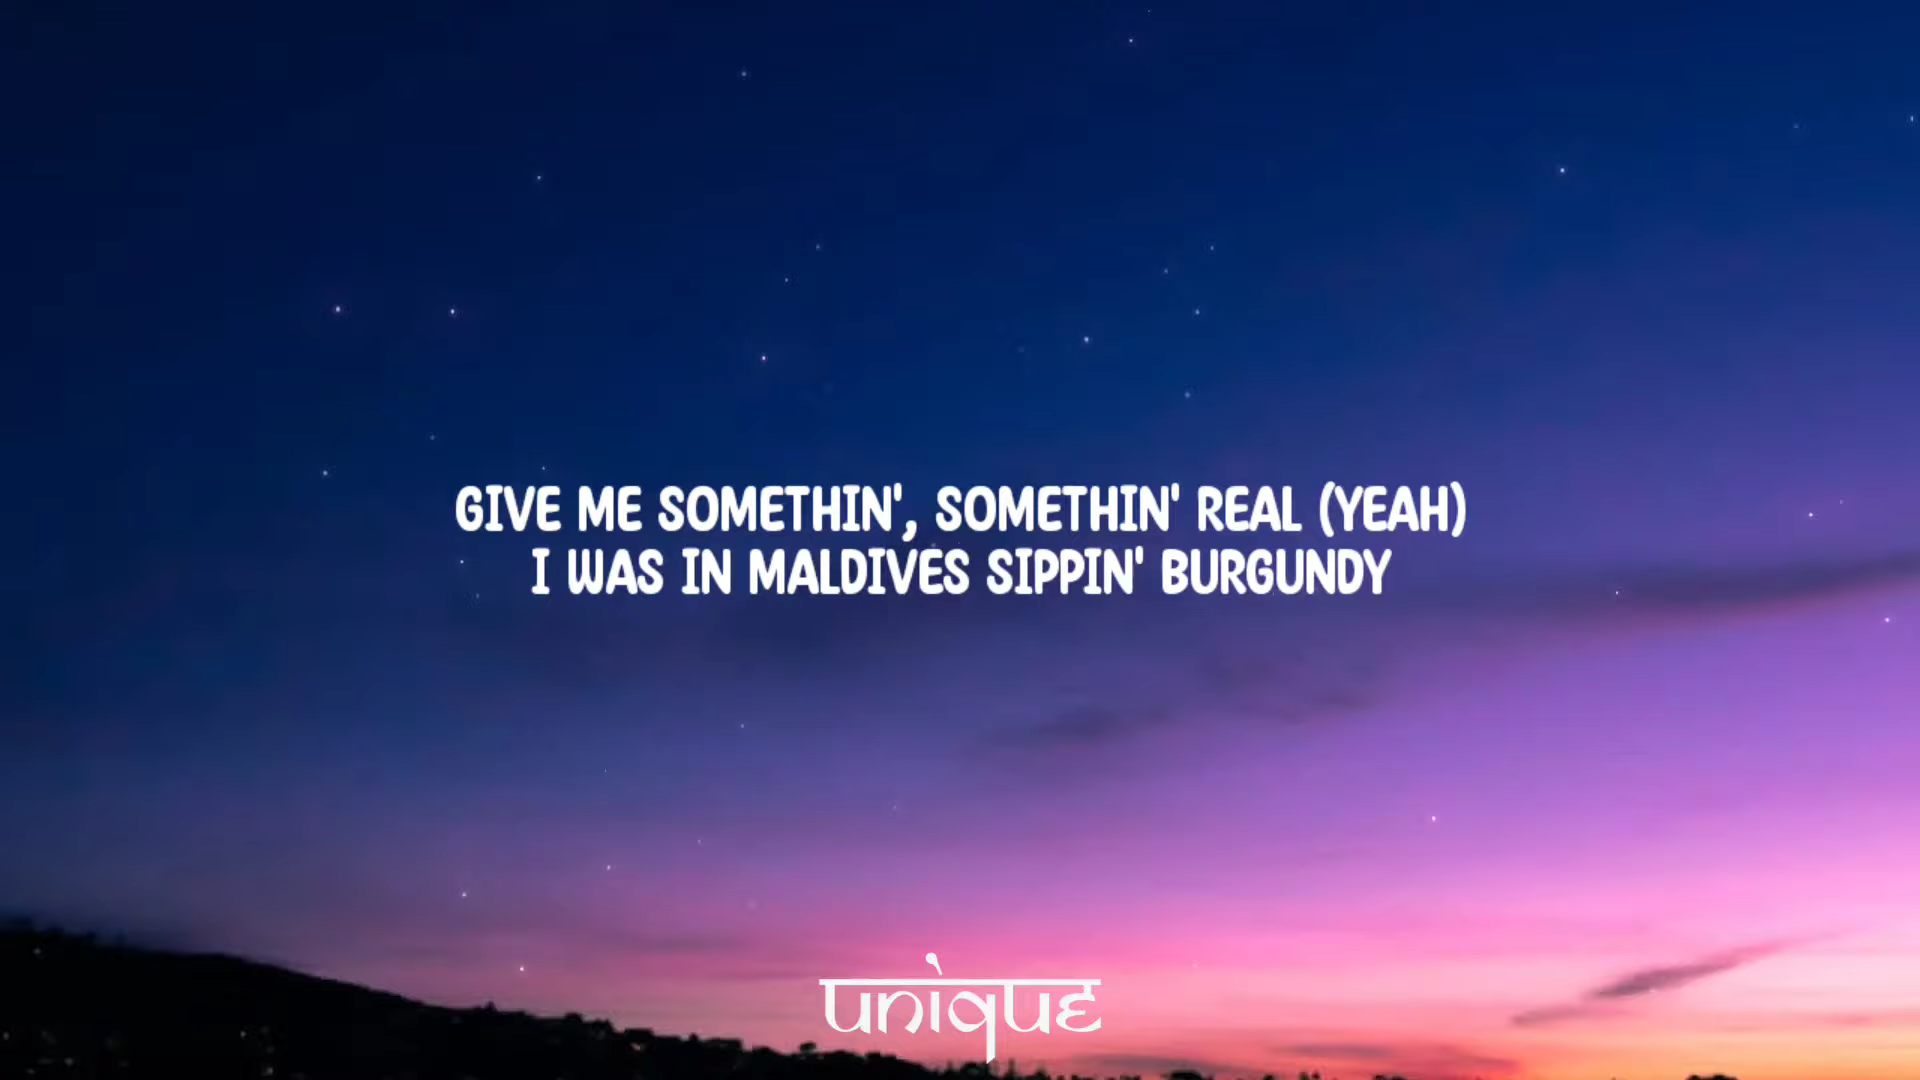 GIVE ME SOMETHIN', SOMETHIN' REAL (YEAH)
I WAS IN MALDIVES SIPPIN' BURGUNDY
unique